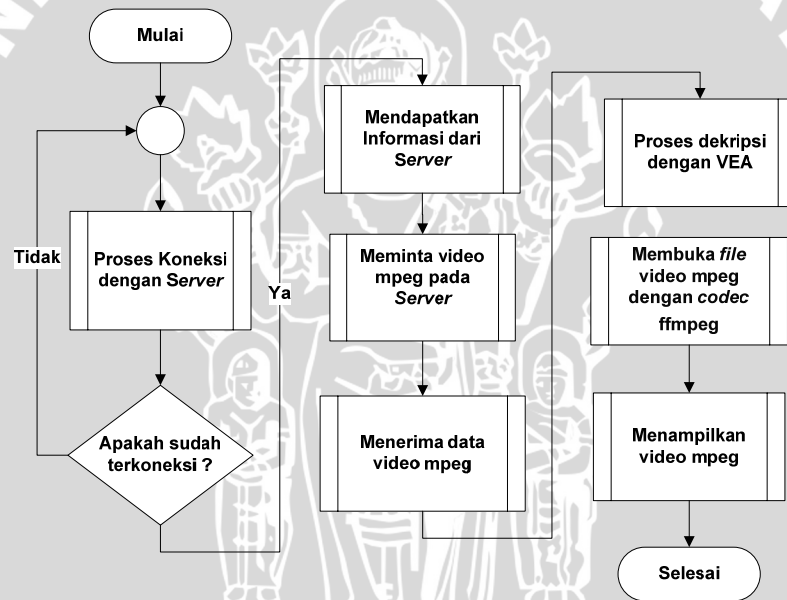 Mulai
Proses Koneksi
dengan Server
Tidak
Apakah sudah
terkoneksi ?
Ya
Mendapatkan
Informasi dari
Server
Meminta video
mpeg pada
Server
Menerima data
video mpeg
Proses dekripsi
dengan VEA
Membuka file
video mpeg
dengan codec
ffmpeg
Menampilkan
video mpeg
Selesai